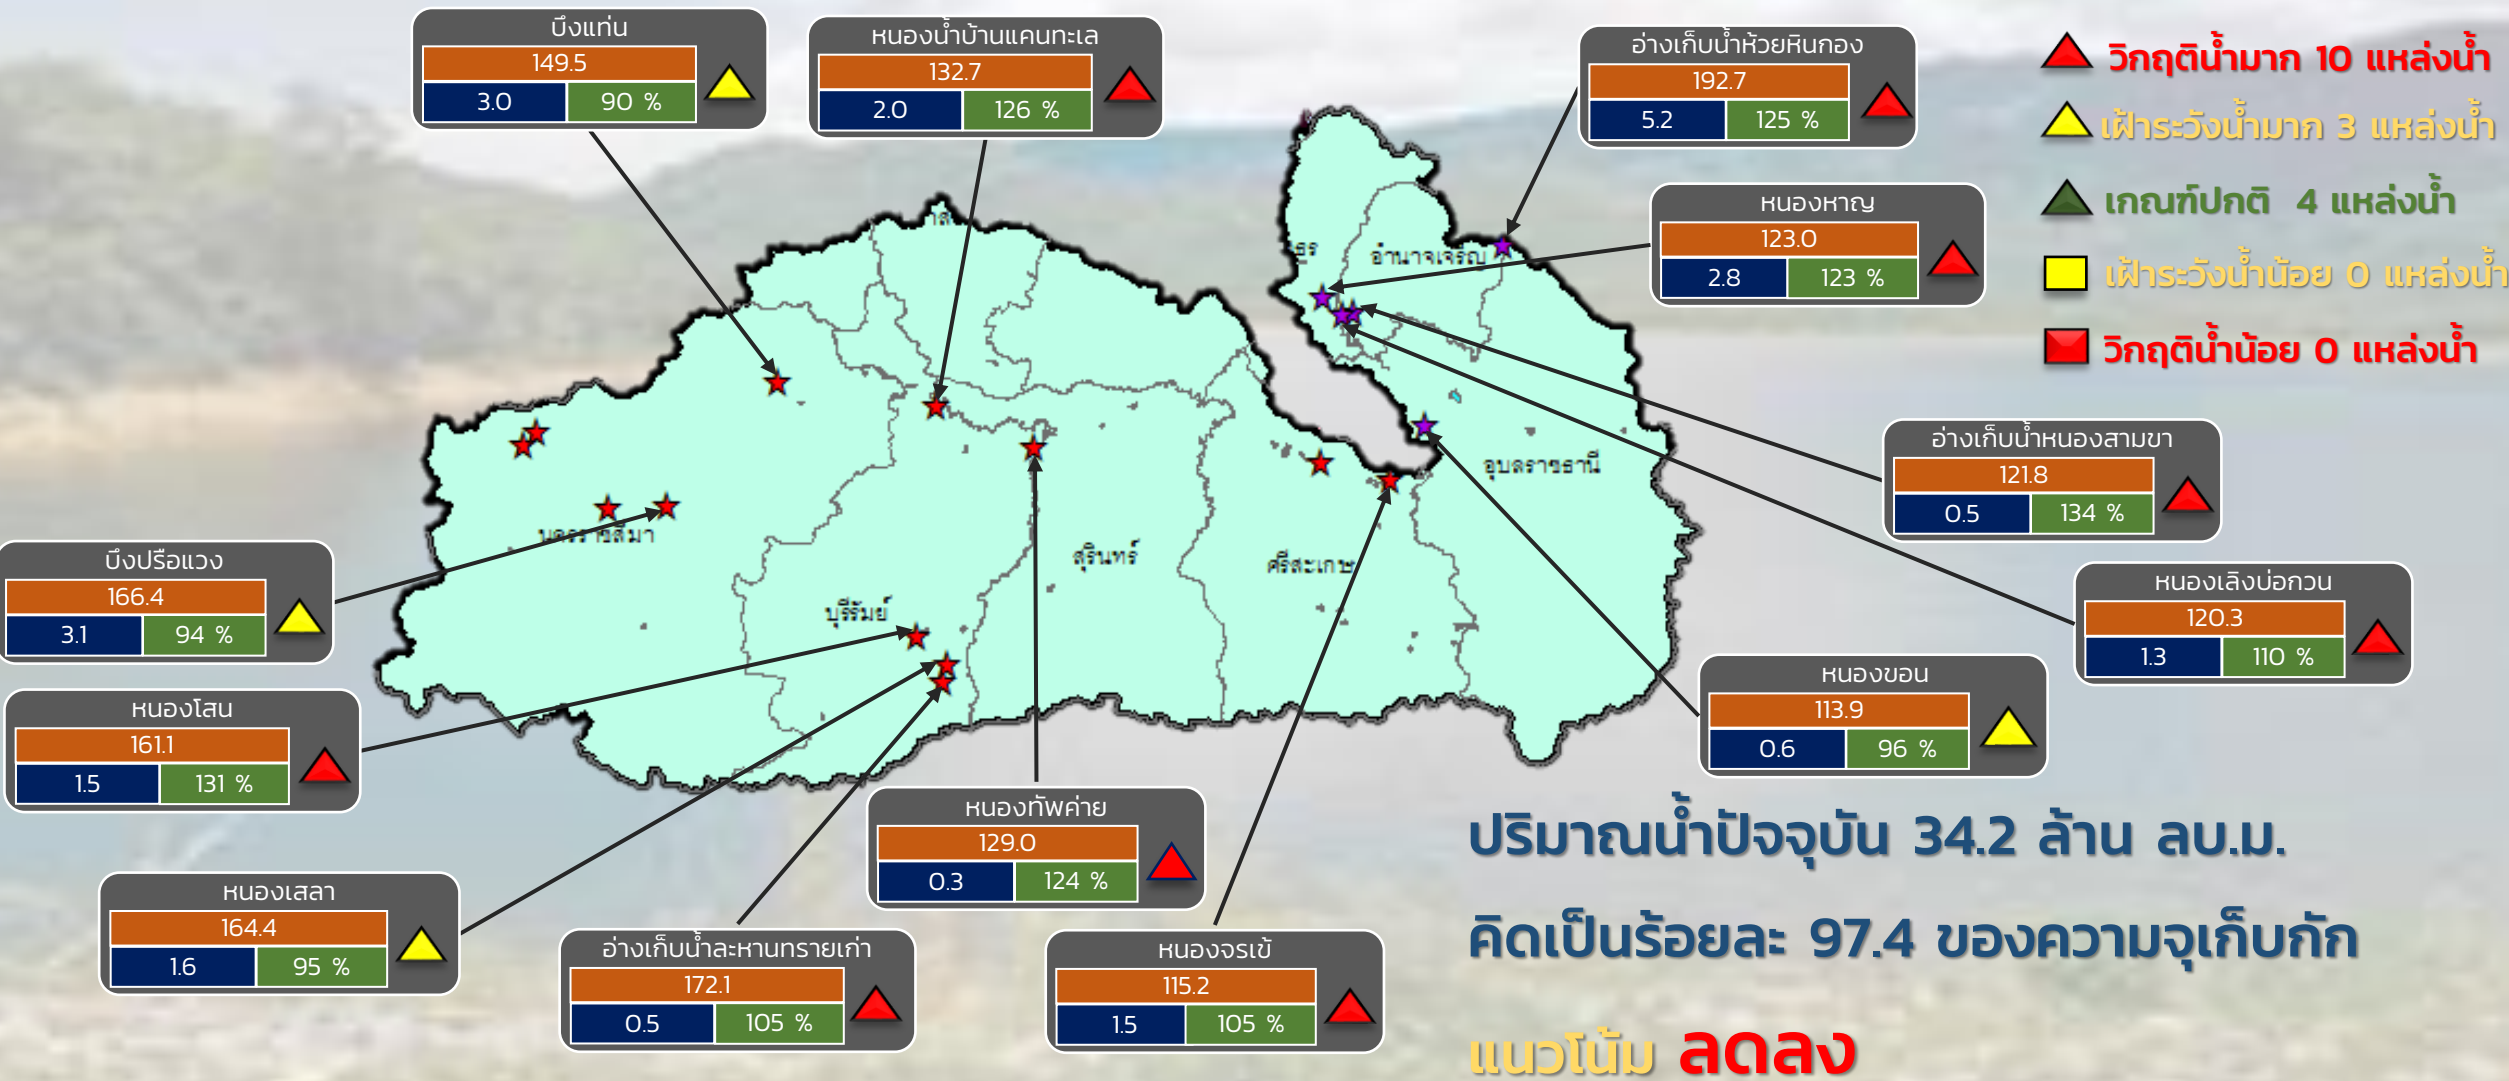 บึงแท่น
149.5
3.0 90 %
หนองน้ำบ้านแคนทะเล
132.7
2.0 126 %
อ่างเก็บน้ำห้วยหินกอง
192.7
5.2 125 %
วิกฤติน้ำมาก 10 แหล่งน้ำ
เฝ้าระวังน้ำมาก 3 แหล่งน้ำ
เกณฑ์ปกติ 4 แหล่งน้ำ
เฝ้าระวังน้ำน้อย 0 แหล่งน้ำ
วิกฤติน้ำน้อย 0 แหล่งน้ำ
หนองหาญ
123.0
2.8 123 %
อำนาจเจริญ
อ่างเก็บน้ำหนองสามขา
121.8
0.5 134 %
อุบลราชธานี
นครราชสีมา
สุรินทร์
ศรีสะเกษ
บุรีรัมย์
บึงปรือแวง
166.4
3.1 94 %
หนองเลิงบ่อกวน
120.3
1.3 110 %
หนองขอน
113.9
0.6 96 %
หนองโสน
161.1
1.5 131 %
หนองทัพค่าย
129.0
0.3 124 %
หนองเสลา
164.4
1.6 95 %
อ่างเก็บน้ำละหานทรายเก่า
172.1
0.5 105 %
หนองจรเข้
115.2
1.5 105 %
ปริมาณน้ำปัจจุบัน 34.2 ล้าน ลบ.ม.
คิดเป็นร้อยละ 97.4 ของความจุเก็บกัก
แนวโน้ม ลดลง